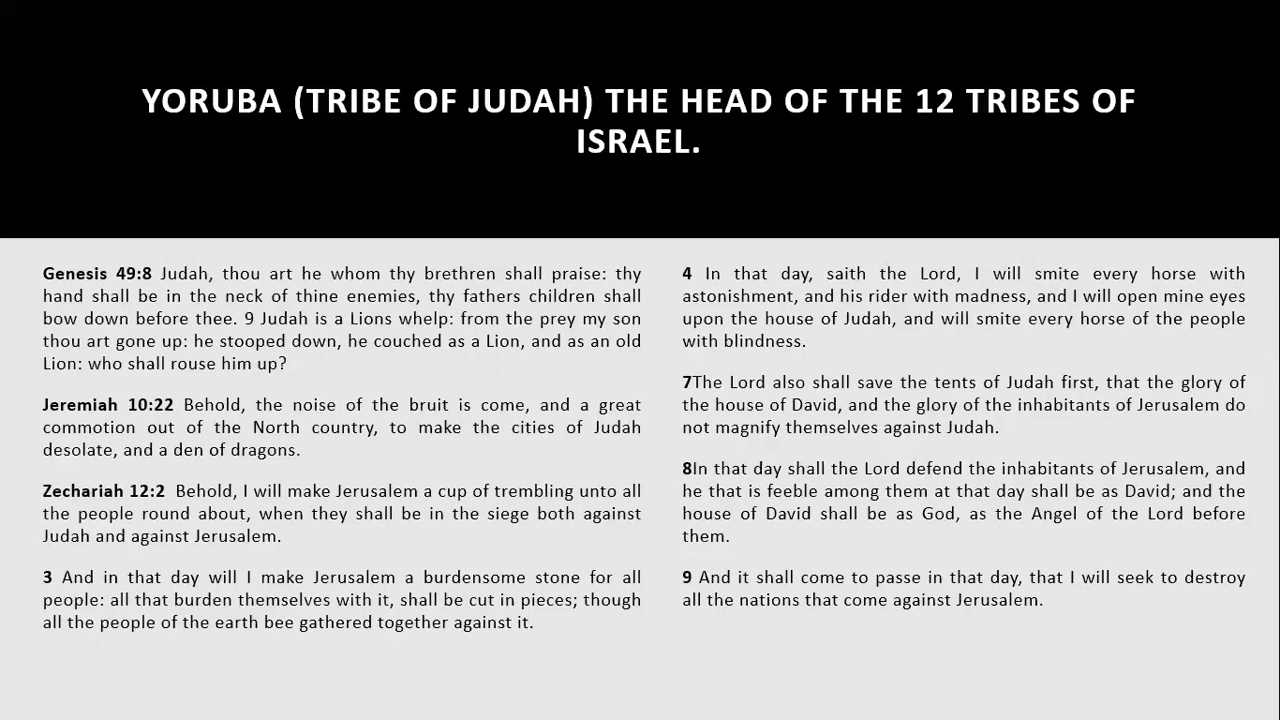 YORUBA (TRIBE OF JUDAH) THE HEAD OF THE 12 TRIBES OF
ISRAEL.
Genesis 49:8 Judah, thou art he whom thy brethren shall praise: thy
hand shall be in the neck of thine enemies, thy fathers children shall
bow down before thee. 9 Judah is a Lions whelp: from the prey my son
thou art gone up: he stooped down, he couched as a Lion, and as an old
Lion: who shall rouse him up?
Jeremiah 10:22 Behold, the noise of the bruit is come, and a great
commotion out of the North country, to make the cities of Judah
desolate, and a den of dragons.
Zechariah 12:2 Behold, I will make Jerusalem a cup of trembling unto all
the people round about, when they shall be in the siege both against
Judah and against Jerusalem.
3 And in that day will I make Jerusalem a burdensome stone for all
people: all that burden themselves with it, shall be cut in pieces; though
all the people of the earth bee gathered together against it.
4 In that day, saith the Lord, I will smite every horse with
astonishment, and his rider with madness, and I will open mine eyes
upon the house of Judah, and will smite every horse of the people
with blindness.
7The Lord also shall save the tents of Judah first, that the glory of
the house of David, and the glory of the inhabitants of Jerusalem do
not magnify themselves against Judah.
8In that day shall the Lord defend the inhabitants of Jerusalem, and
he that is feeble among them at that day shall be as David; and the
house of David shall be as God, as the Angel of the Lord before
them.
9 And it shall come to passe in that day, that I will seek to destroy
all the nations that come against Jerusalem.